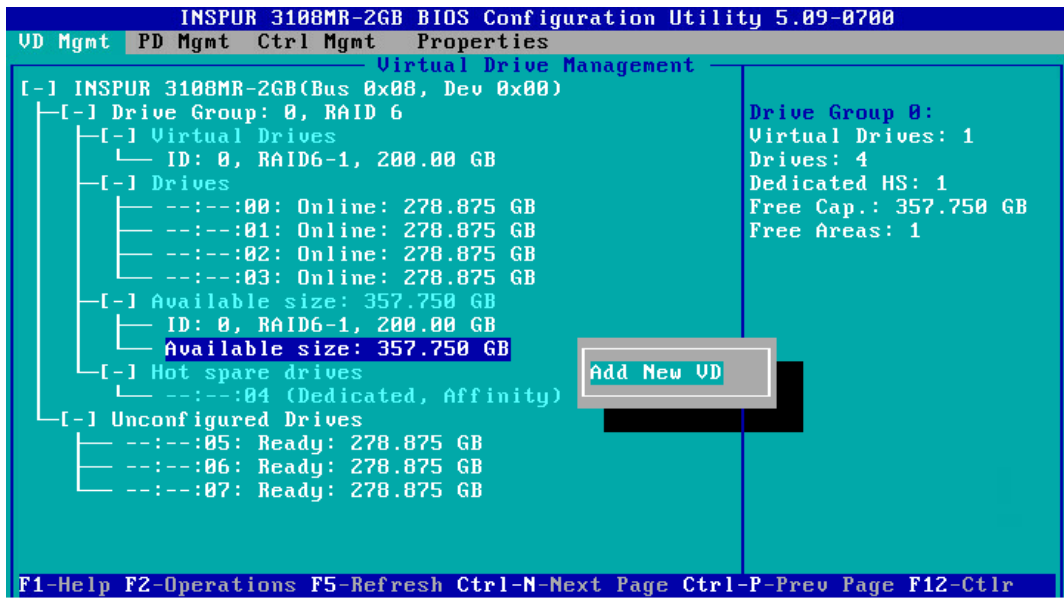 INSPUR 3108MR-2GB BIOS Configuration Utility 5.09-0700
VD Mgmt PD Mgmt Ctrl Mgmt Properties
Virtual Drive Management
[-] INSPUR 3108MR-2GB(Bus 0x08, Dev 0x00)
[-] Drive Group: 0, RAID 6
[-] Virtual Drives
ID: 0, RAID6-1, 200.00 GB
[-] Drives
--:--:00: Online: 278.875 GB
--:--:01: Online: 278.875 GB
--:--:02: Online: 278.875 GB
--:--:03: Online: 278.875 GB
[-] Available size: 357.750 GB
ID: 0, RAID6-1, 200.00 GB
Available size: 357.750 GB
[-] Hot spare drives
--:--:04 (Dedicated, Affinity)
[-] Unconfigured Drives
--:--:05: Ready: 278.875 GB
--:--:06: Ready: 278.875 GB
--:--:07: Ready: 278.875 GB
Add New VD
Drive Group 0:
Virtual Drives: 1
Drives: 4
Dedicated HS: 1
Free Cap.: 357.750 GB
Free Areas: 1
F1-Help F2-Operations F5-Refresh Ctrl-N-Next Page Ctrl-P-Prev Page F12-Ctlr